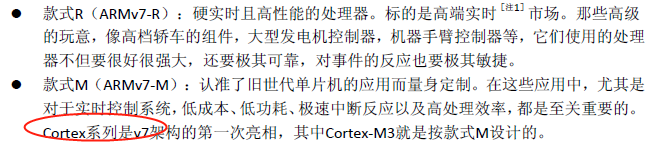 ● 款式R（ARMv7-R）：硬实时且高性能的处理器。标的是高端实时[注1]市场。那些高级
的玩意，像高档轿车的组件，大型发电机控制器，机器手臂控制器等，它们使用的处理
器不但要很好很强大，还要极其可靠，对事件的反应也要极其敏捷。
● 款式M（ARMv7-M）：认准了旧世代单片机的应用而量身定制。在这些应用中，尤其是
对于实时控制系统，低成本、低功耗、极速中断反应以及高处理效率，都是至关重要的。
Cortex系列是v7架构的第一次亮相，其中Cortex-M3就是按款式M设计的。